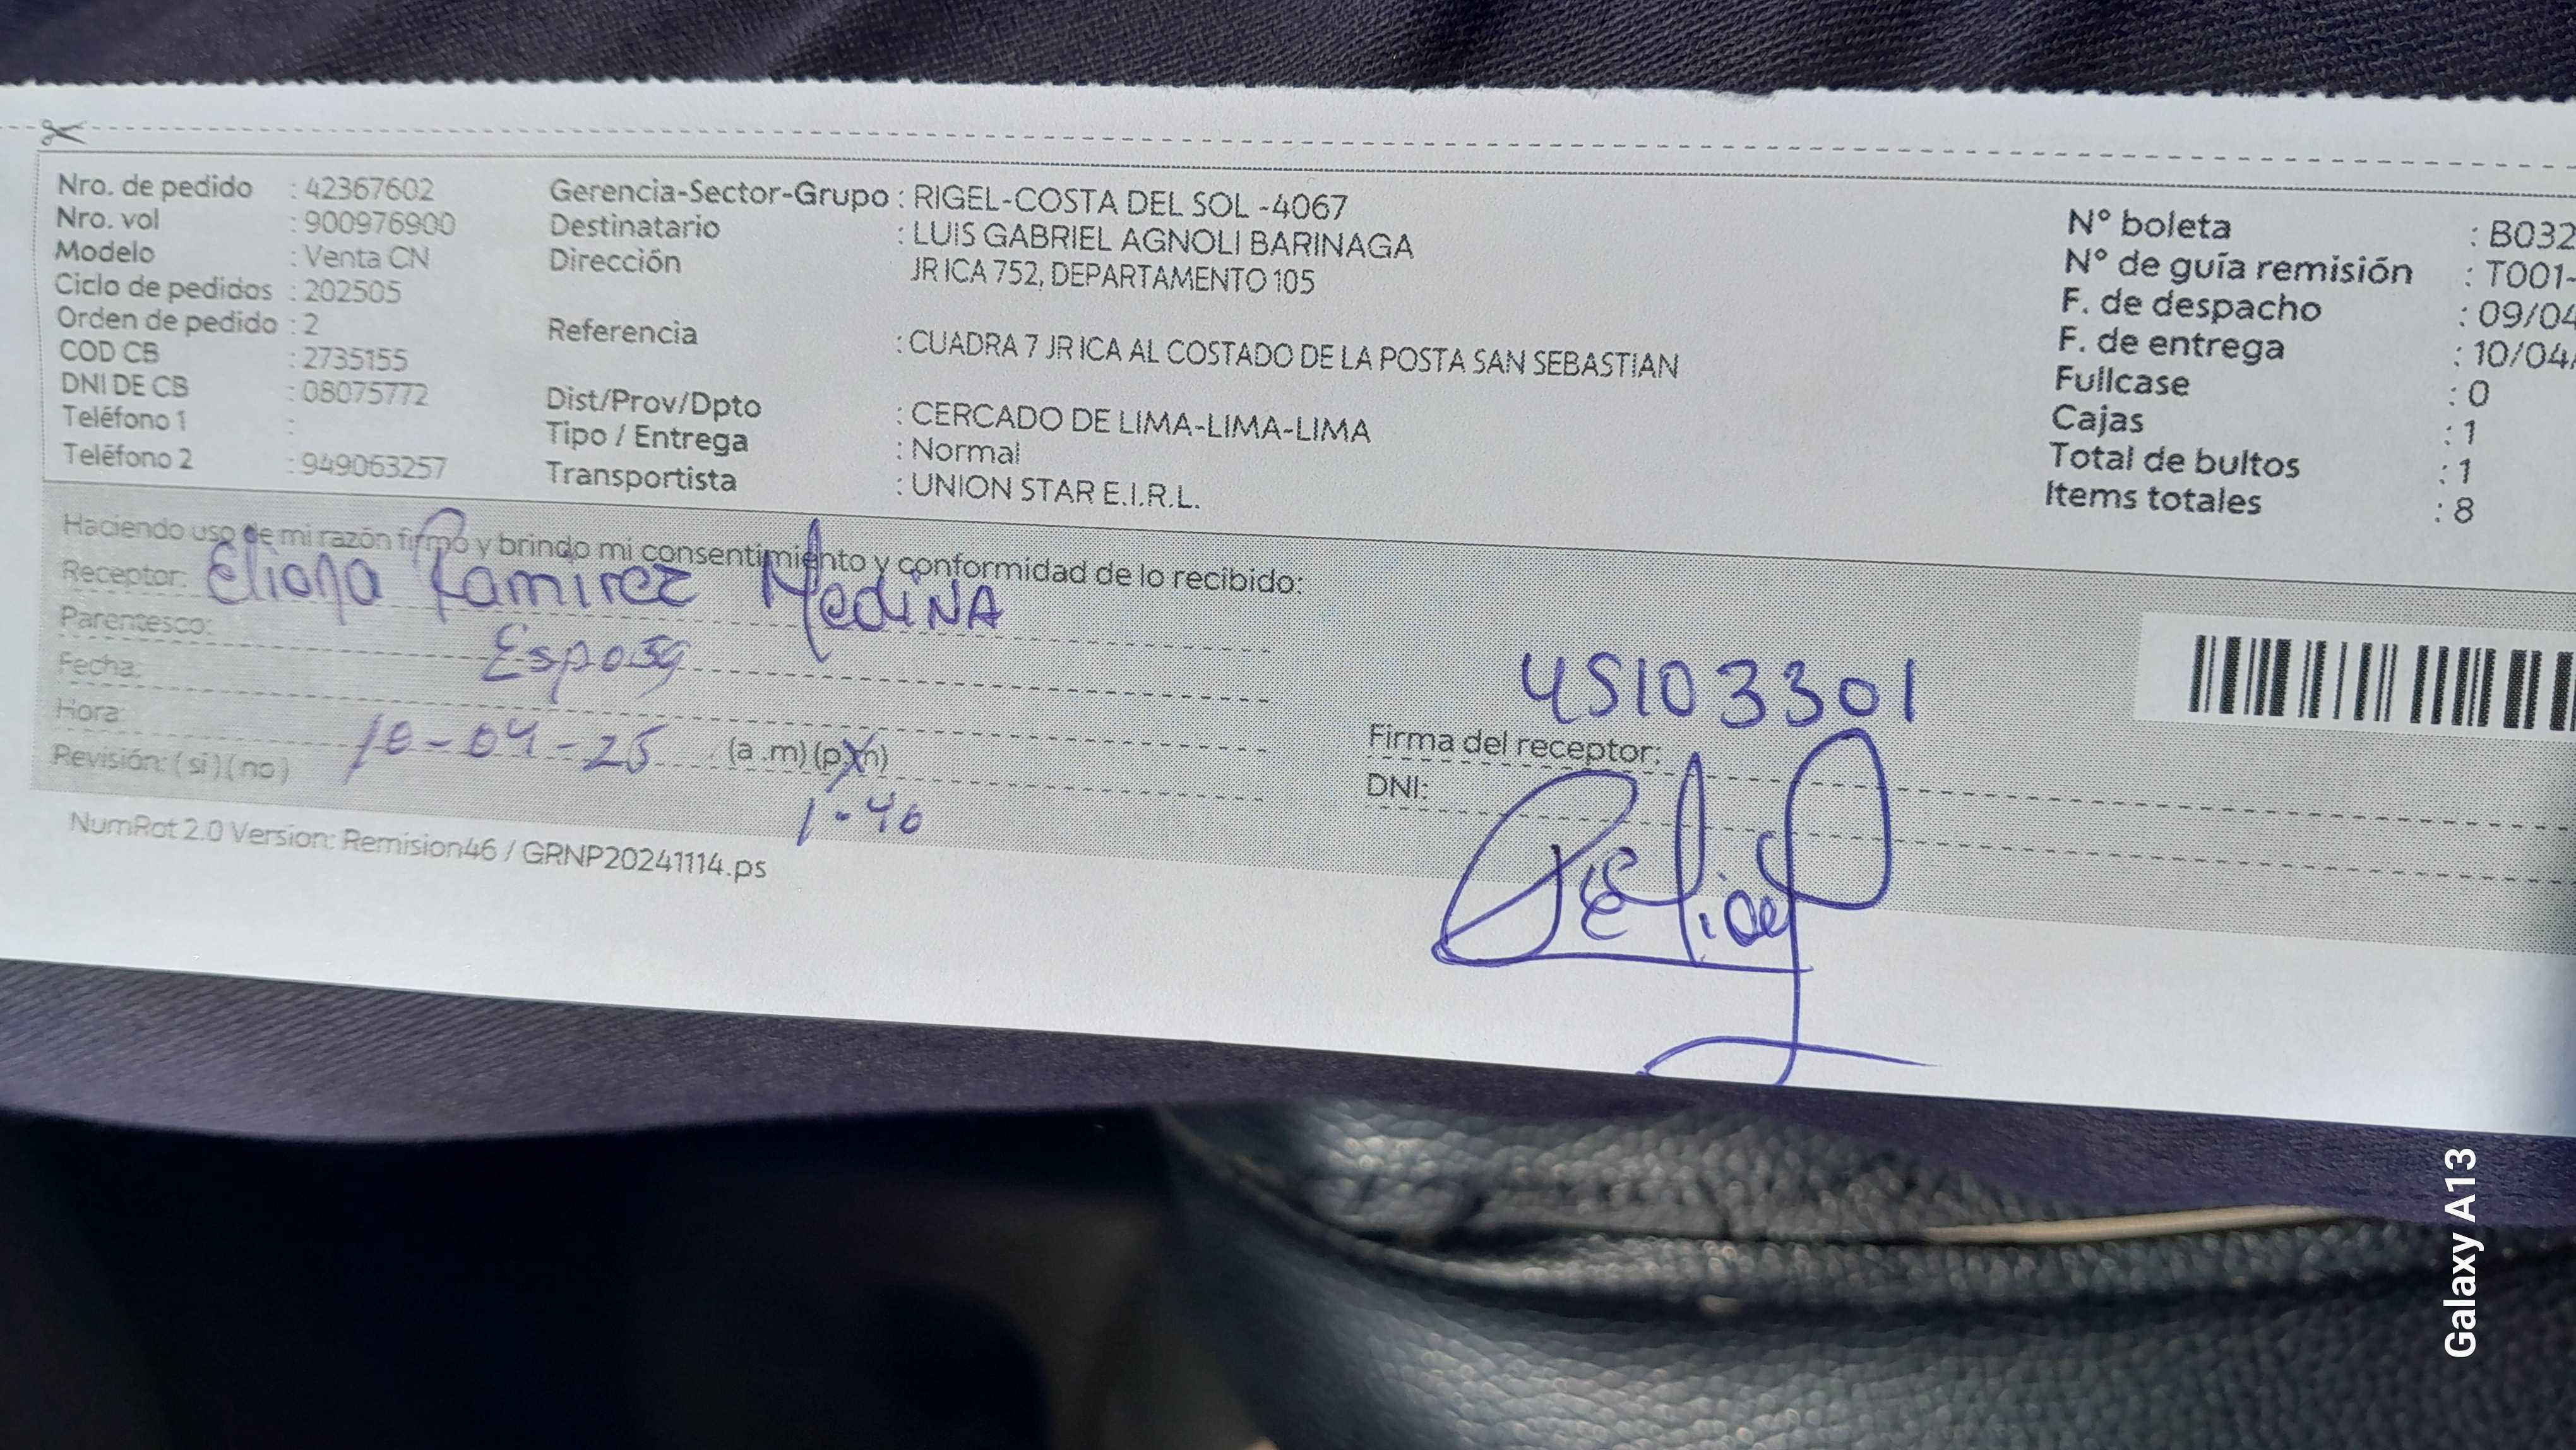 Nro. de pedido : 42367602
Nro. vol : 900976900
Modelo : Venta CN
Ciclo de pedidos : 202505
Orden de pedido : 2
COD CB : 2735155
DNI DE CB : 08075772
Teléfono 1 :
Teléfono 2 : 949063257
Gerencia-Sector-Grupo : RIGEL-COSTA DEL SOL -4067
Destinatario : LUIS GABRIEL AGNOLI BARINAGA
Dirección JR ICA 752, DEPARTAMENTO 105
Referencia : CUADRA 7 JR ICA AL COSTADO DE LA POSTA SAN SEBASTIAN
Dist/Prov/Dpto : CERCADO DE LIMA-LIMA-LIMA
Tipo / Entrega : Normal
Transportista : UNION STAR E.I.R.L.
N° boleta : B032
N° de guía remisión : T001-
F. de despacho : 09/04
F. de entrega : 10/04/
Fullcase : 0
Cajas : 1
Total de bultos : 1
Items totales : 8
Haciendo uso de mi razón firmo y brindo mi consentimiento y conformidad de lo recibido:
Receptor: Eliana Ramirez Medina
Parentesco: Esposa
Fecha:
Hora: 10-04-25 (a .m) (p.m)
Revisión: ( si ) ( no )
1-40
45103301
Firma del receptor:
DNI:
NumRot 2.0 Version: Remision46 / GRNP20241114.ps
Galaxy A13